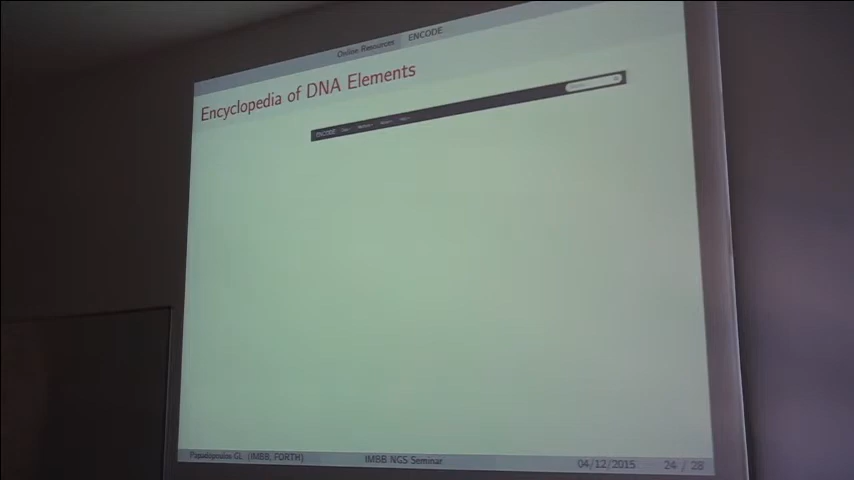 Online Resources ENCODE
Encyclopedia of DNA Elements
ENCODE
Papadopoulos GL (IMBB, FORTH) IMBB NGS Seminar 04/12/2015 24 / 28